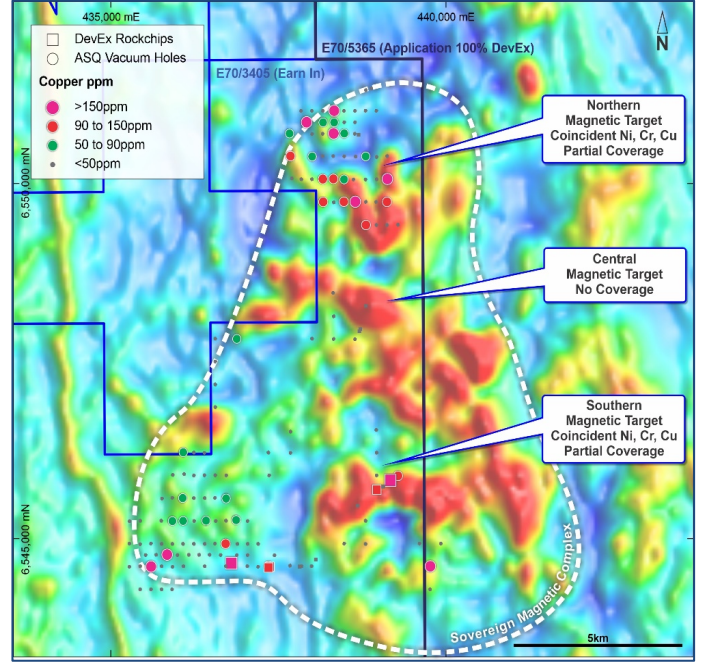 435,000 mE
440,000 mE
N
DevEx Rockchips
ASQ Vacuum Holes
Copper ppm
>150ppm
90 to 150ppm
50 to 90ppm
<50ppm
E70/5365 (Application 100% DevEx)
E70/3405 (Earn In)
6,550,000 mN
6,545,000 mN
Northern
Magnetic Target
Coincident Ni, Cr, Cu
Partial Coverage
Central
Magnetic Target
No Coverage
Southern
Magnetic Target
Coincident Ni, Cr, Cu
Partial Coverage
Sovereign Magnetic Complex
5km